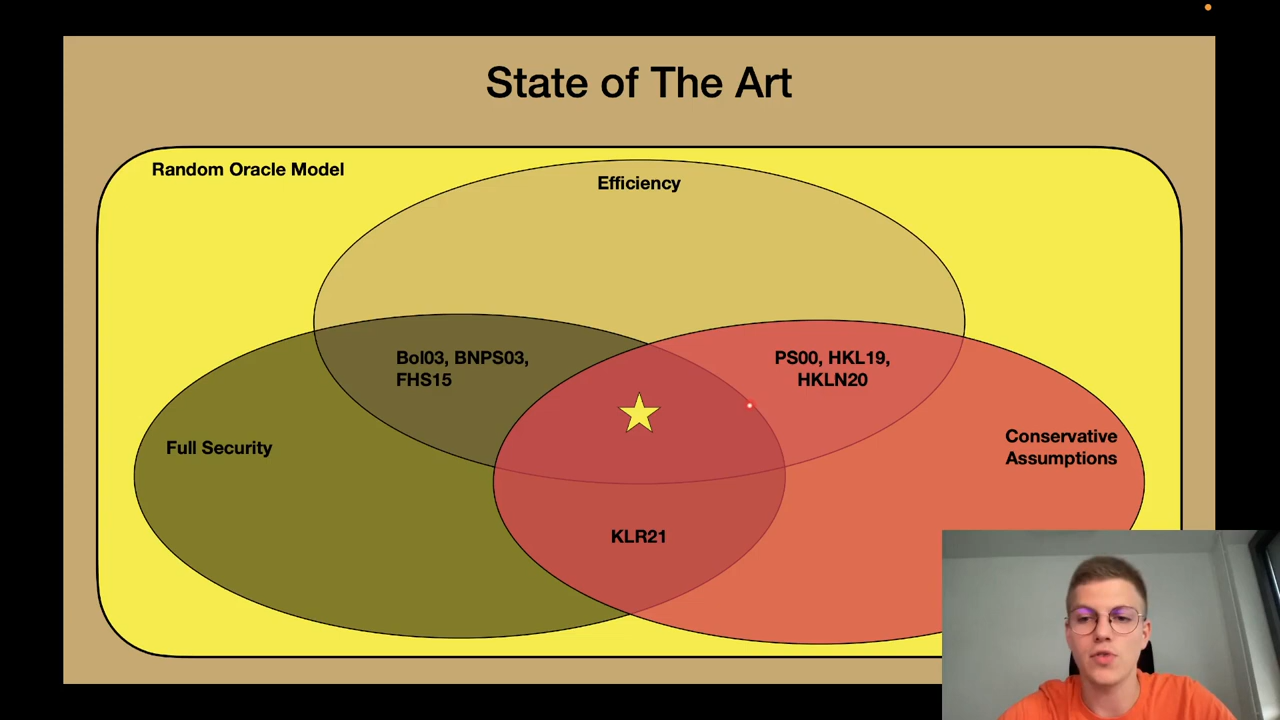 State of The Art
Random Oracle Model
Efficiency
Bol03, BNPS03,
FHS15
PS00, HKL19,
HKLN20
Full Security
Conservative
Assumptions
KLR21